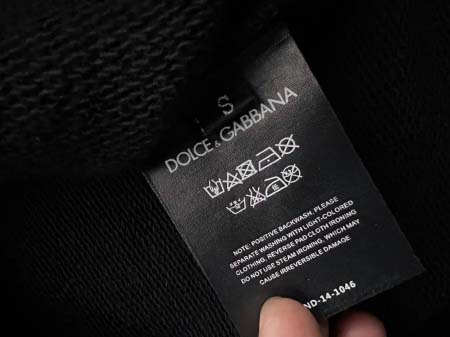 S
DOLCE & GABBANA
NOTE: POSITIVE BACKWASH. PLEASE
SEPARATE WASHING WITH LIGHT-COLORED
CLOTHING, REVERSE PAD CLOTH IRONING
DO NOT USE STEAM IRONING, WHICH MAY
CAUSE IRREVERSIBLE DAMAGE
ND-14-1046